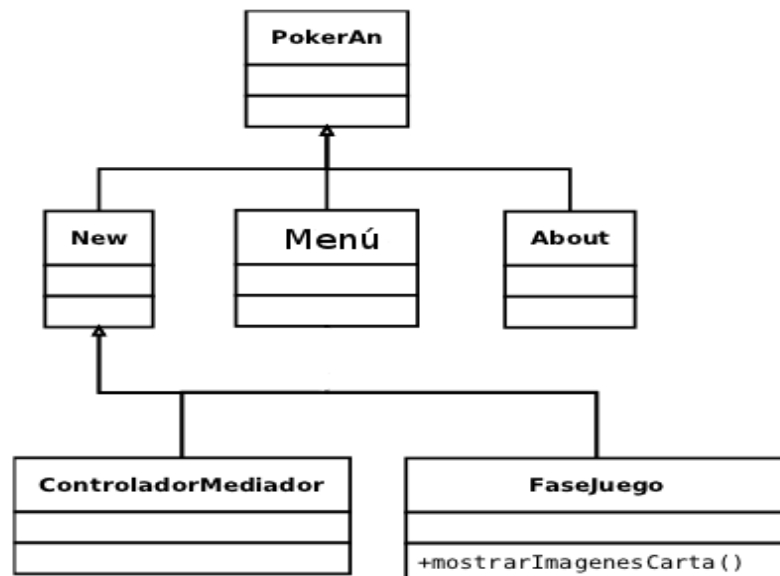 PokerAn
New
Menú
About
ControladorMediador
FaseJuego
+mostrarImagenesCarta()